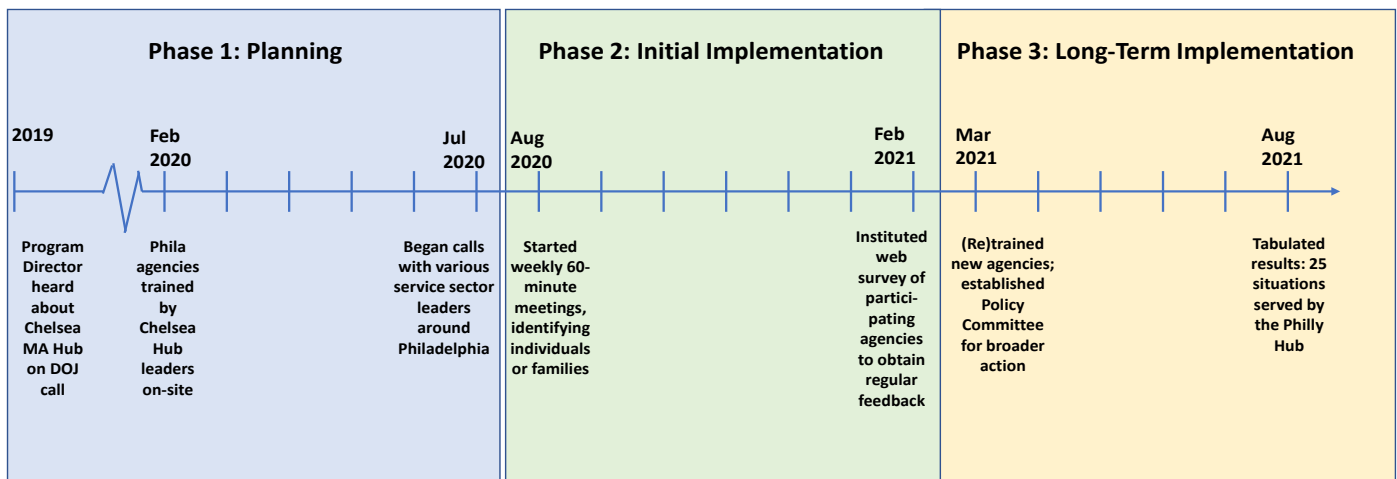 Phase 1: Planning
Phase 2: Initial Implementation
Phase 3: Long-Term Implementation
2019
Feb
2020
Jul
2020
Aug
2020
Feb
2021
Mar
2021
Aug
2021
Program
Director
heard
about
Chelsea
MA Hub
on DOJ
call
Phila
agencies
trained
by
Chelsea
Hub
leaders
on-site
Began calls
with various
service sector
leaders
around
Philadelphia
Started
weekly 60-
minute
meetings,
identifying
individuals
or families
Instituted
web
survey of
partici-
pating
agencies
to obtain
regular
feedback
(Re)trained
new agencies;
established
Policy
Committee
for broader
action
Tabulated
results: 25
situations
served by
the Philly
Hub